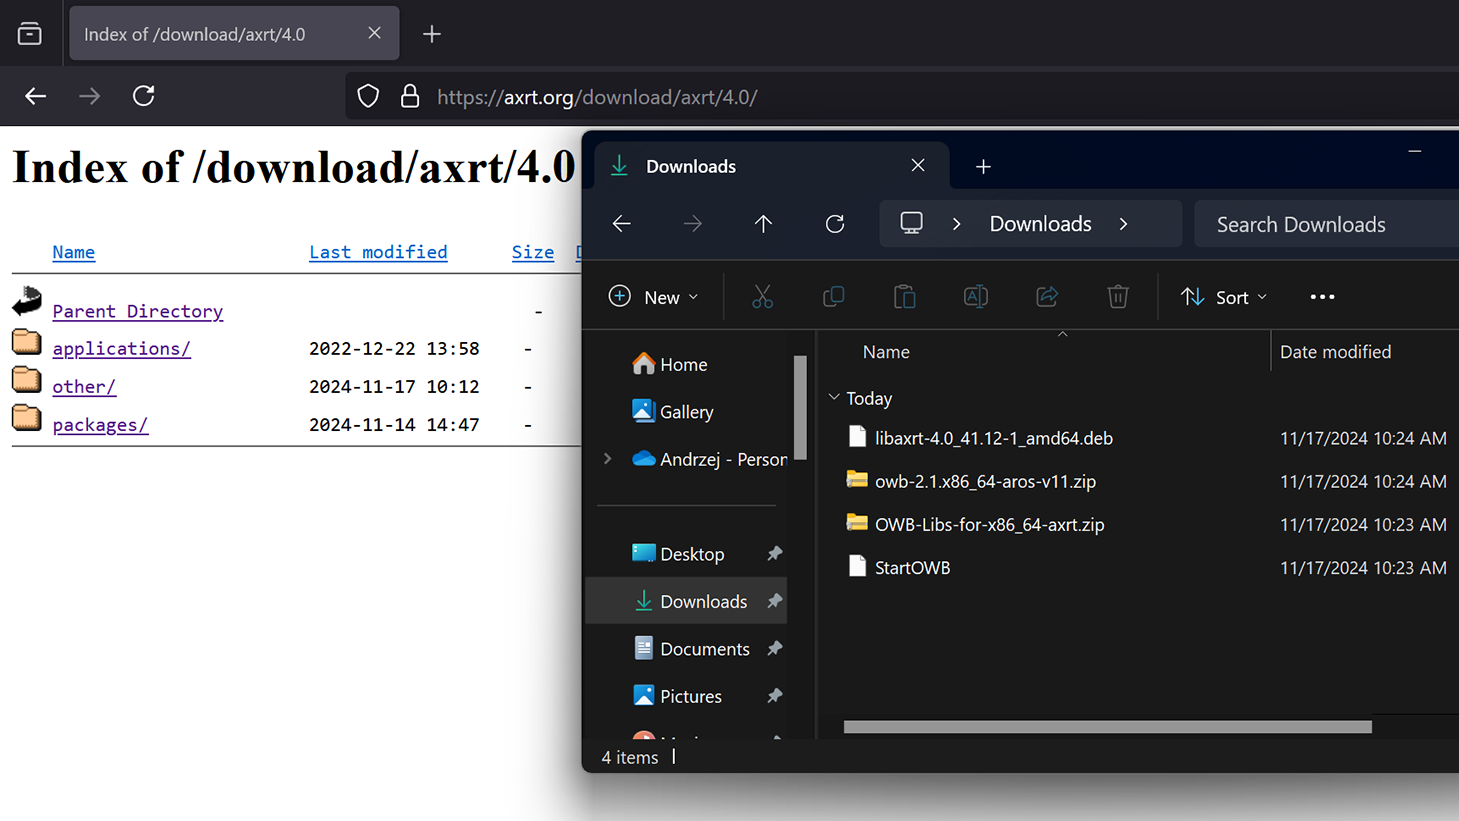 Index of /download/axrt/4.0
https://axrt.org/download/axrt/4.0/
Index of /download/axrt/4.0
Name Last modified Size
Parent Directory -
applications/ 2022-12-22 13:58 -
other/ 2024-11-17 10:12 -
packages/ 2024-11-14 14:47 -
Downloads
Downloads
Search Downloads
New
Sort
Home
Gallery
Andrzej - Person
Desktop
Downloads
Documents
Pictures
Name Date modified
Today
libaxrt-4.0_41.12-1_amd64.deb 11/17/2024 10:24 AM
owb-2.1.x86_64-aros-v11.zip 11/17/2024 10:24 AM
OWB-Libs-for-x86_64-axrt.zip 11/17/2024 10:23 AM
StartOWB 11/17/2024 10:23 AM
4 items